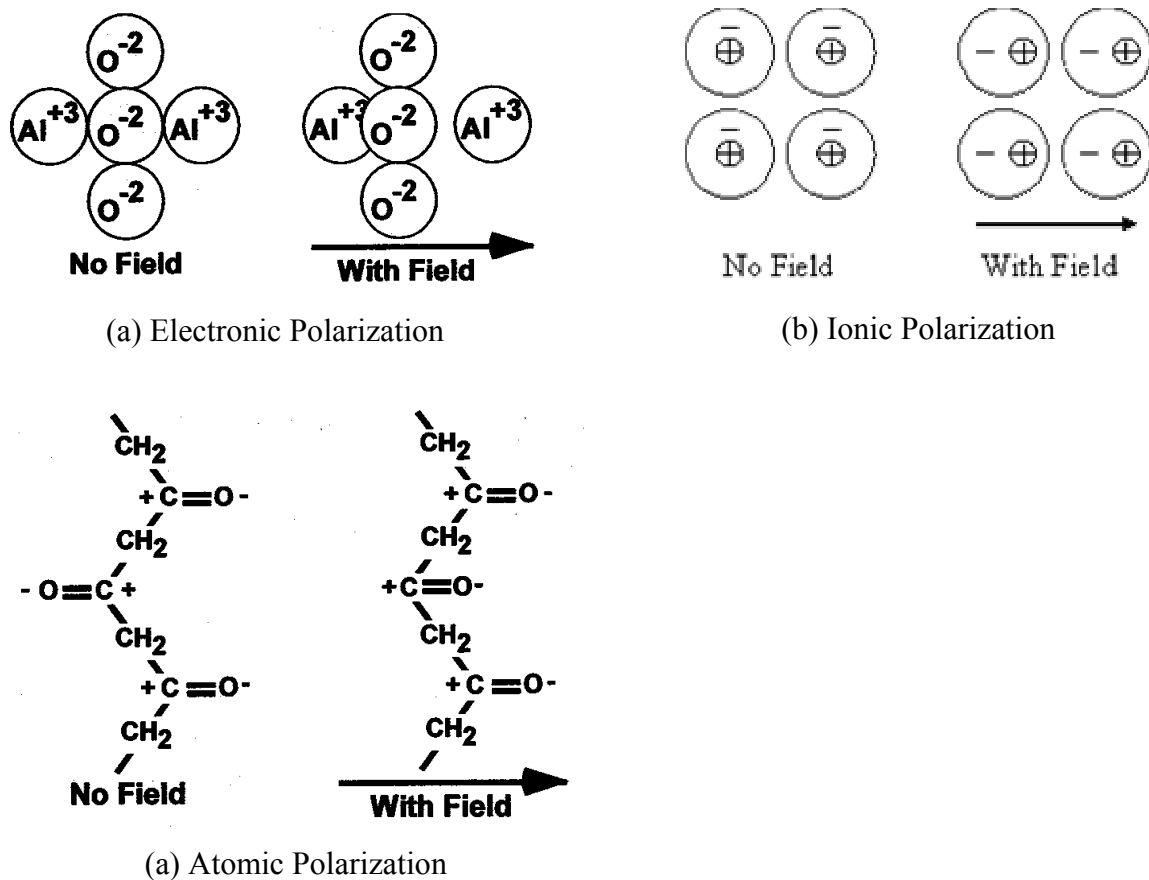 O-2
Al+3 O-2 Al+3
O-2
No Field
O-2
Al+3 O-2 Al+3
O-2
With Field
(a) Electronic Polarization
− −
+ +
− −
+ +
No Field
− + − +
− + − +
With Field
(b) Ionic Polarization
CH2
+C=O-
CH2
- O=C+
CH2
+C=O-
CH2
No Field
CH2
+C=O-
CH2
+C=O-
CH2
+C=O-
CH2
With Field
(a) Atomic Polarization